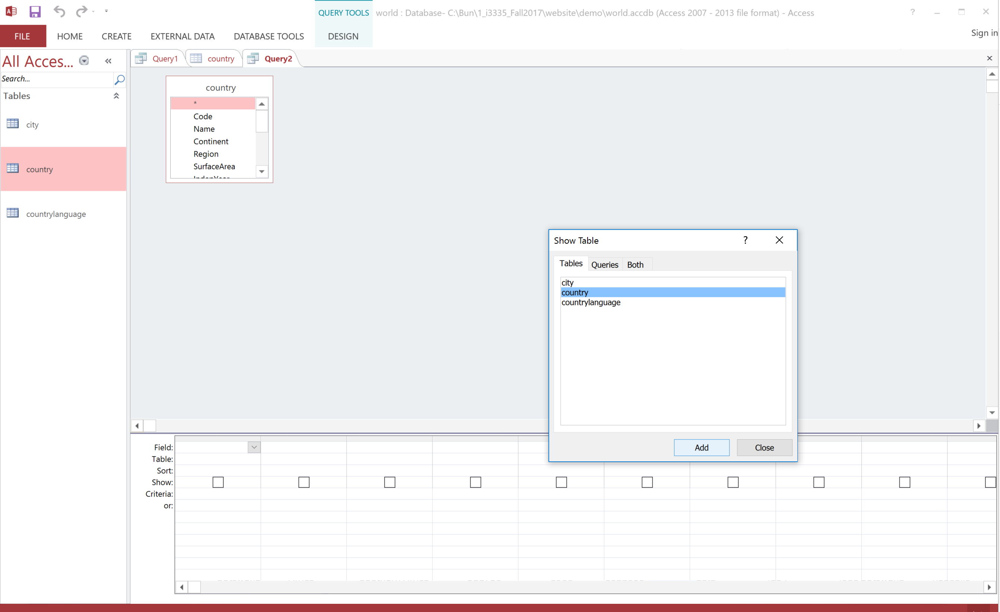 QUERY TOOLS world : Database- C:\Bun\1_i3335_Fall2017\website\demo\world.accdb (Access 2007 - 2013 file format) - Access ?
FILE HOME CREATE EXTERNAL DATA DATABASE TOOLS DESIGN Sign in
All Acces...
Search...
Tables
city
country
countrylanguage
Query1 country Query2
country
*
Code
Name
Continent
Region
SurfaceArea
IndepYear
Show Table ?
Tables Queries Both
city
country
countrylanguage
Add Close
Field:
Table:
Sort:
Show:
Criteria:
or: